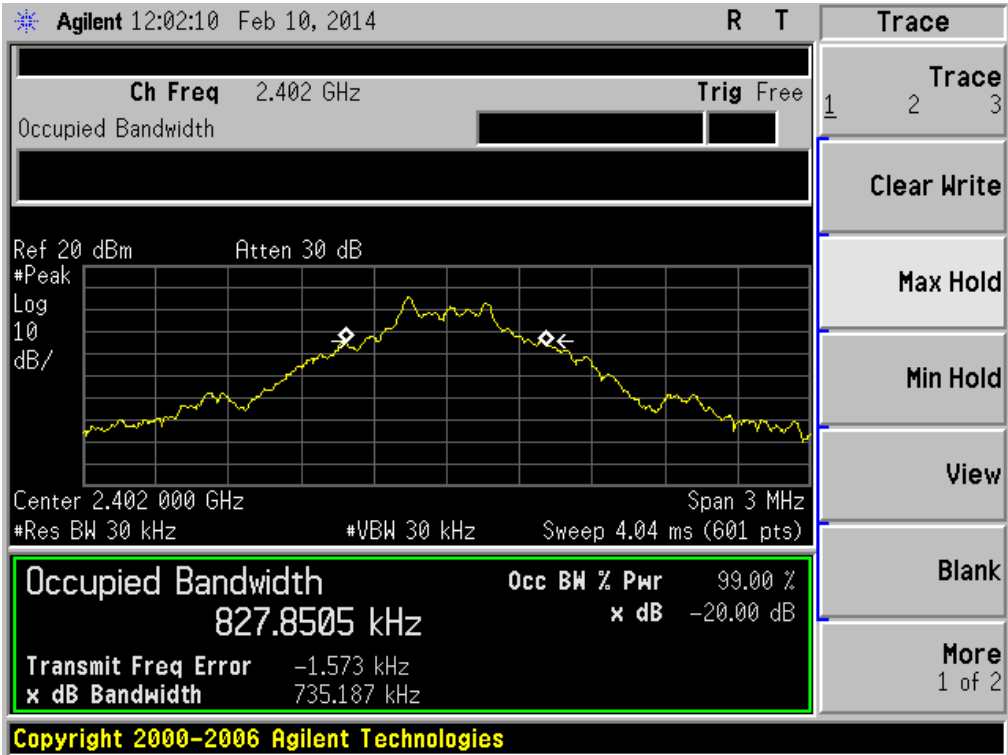 Agilent 12:02:10 Feb 10, 2014 R T
Trace
Ch Freq 2.402 GHz Trig Free
Occupied Bandwidth
Ref 20 dBm Atten 30 dB
#Peak
Log
10
dB/
Center 2.402 000 GHz Span 3 MHz
#Res BW 30 kHz #VBW 30 kHz Sweep 4.04 ms (601 pts)
Occupied Bandwidth Occ BW % Pwr 99.00 %
827.8505 kHz x dB -20.00 dB
Transmit Freq Error -1.573 kHz
x dB Bandwidth 735.187 kHz
Copyright 2000-2006 Agilent Technologies
Trace
1 2 3
Clear Write
Max Hold
Min Hold
View
Blank
More
1 of 2